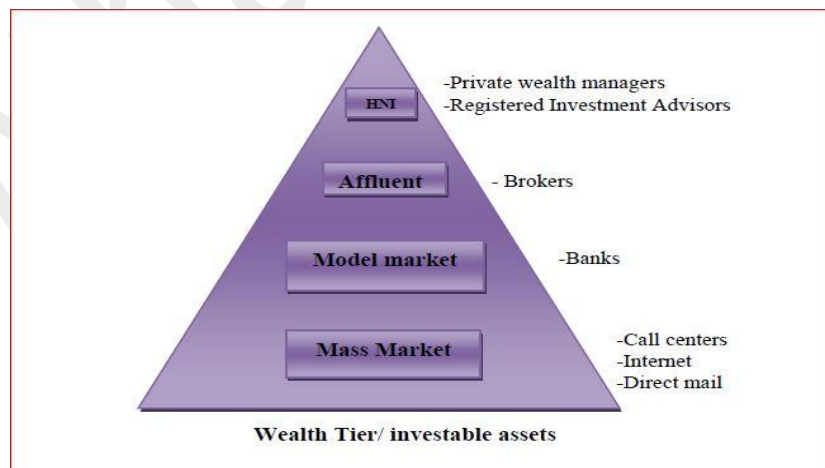 -Private wealth managers
-Registered Investment Advisors
HNI
Affluent
- Brokers
Model market
-Banks
Mass Market
-Call centers
-Internet
-Direct mail
Wealth Tier/ investable assets